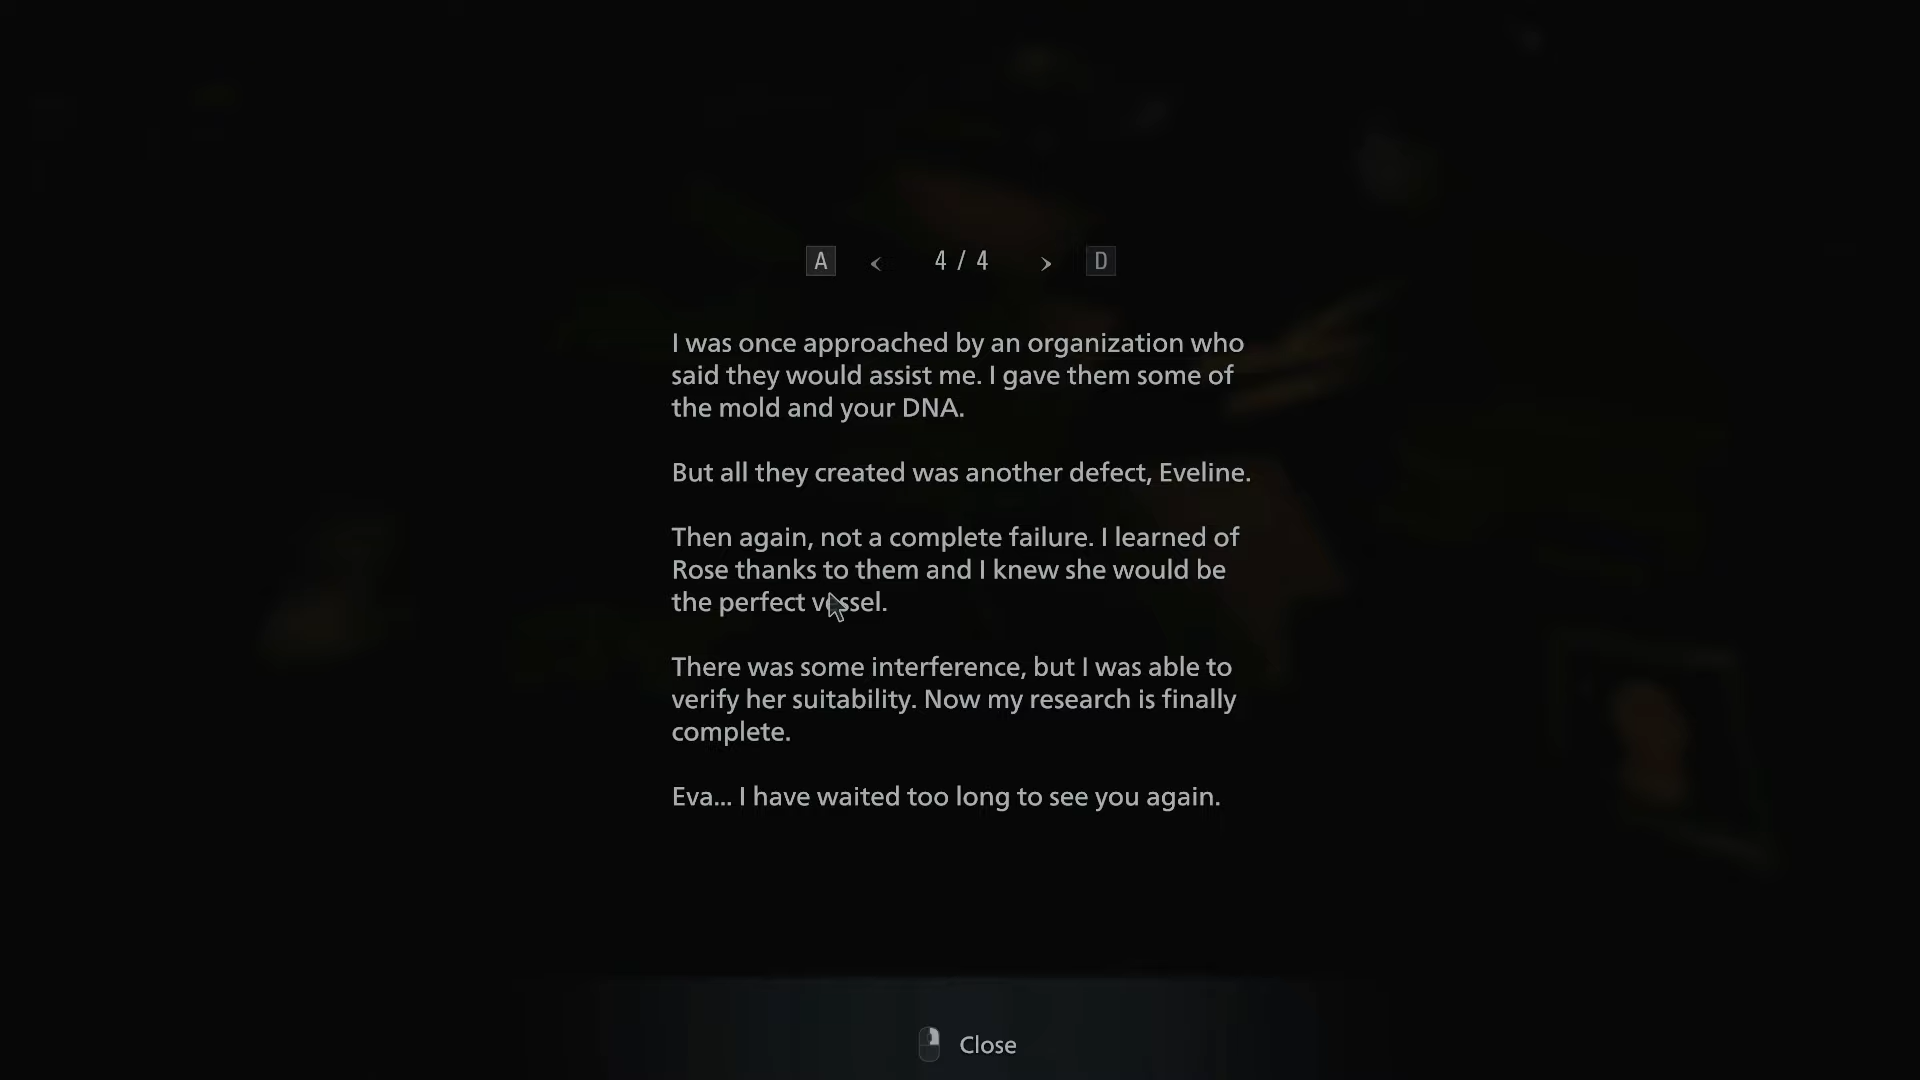 A < 4 / 4 > D
I was once approached by an organization who
said they would assist me. I gave them some of
the mold and your DNA.
But all they created was another defect, Eveline.
Then again, not a complete failure. I learned of
Rose thanks to them and I knew she would be
the perfect vessel.
There was some interference, but I was able to
verify her suitability. Now my research is finally
complete.
Eva... I have waited too long to see you again.
Close